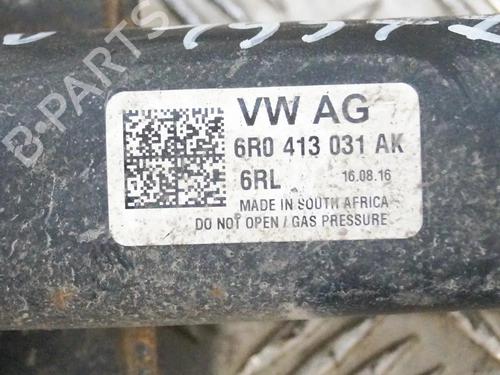 VW AG
6R0 413 031 AK
6RL 16.08.16
MADE IN SOUTH AFRICA
DO NOT OPEN / GAS PRESSURE
B-PARTS